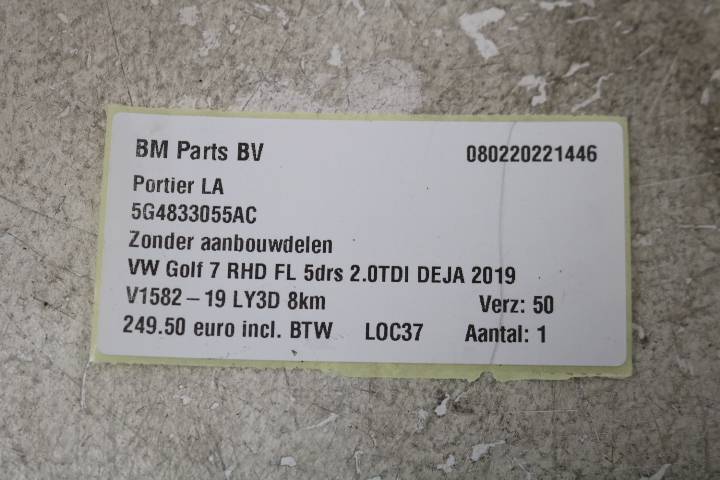 BM Parts BV 080220221446
Portier LA
5G4833055AC
Zonder aanbouwdelen
VW Golf 7 RHD FL 5drs 2.0TDI DEJA 2019
V1582 - 19 LY3D 8km Verz: 50
249.50 euro incl. BTW LOC37 Aantal: 1